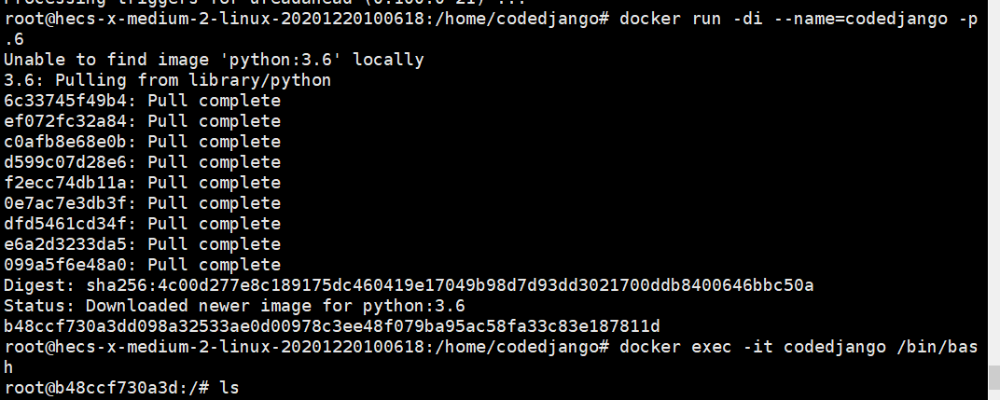 root@hecs-x-medium-2-linux-20201220100618:/home/codedjango# docker run -di --name=codedjango -p
.6
Unable to find image 'python:3.6' locally
3.6: Pulling from library/python
6c33745f49b4: Pull complete
ef072fc32a84: Pull complete
c0afb8e68e0b: Pull complete
d599c07d28e6: Pull complete
f2ecc74db11a: Pull complete
0e7ac7e3db3f: Pull complete
dfd5461cd34f: Pull complete
e6a2d3233da5: Pull complete
099a5f6e48a0: Pull complete
Digest: sha256:4c00d277e8c189175dc460419e17049b98d7d93dd3021700ddb8400646bbc50a
Status: Downloaded newer image for python:3.6
b48ccf730a3dd098a32533ae0d00978c3ee48f079ba95ac58fa33c83e187811d
root@hecs-x-medium-2-linux-20201220100618:/home/codedjango# docker exec -it codedjango /bin/bas
h
root@b48ccf730a3d:/# ls